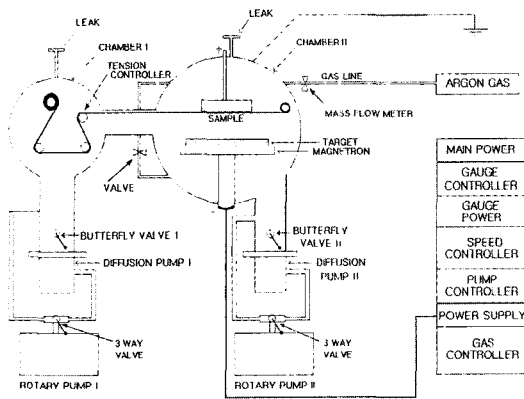 LEAK
LEAK
CHAMBER I
TENSION
CONTROLLER
CHAMBER II
GAS LINE
ARGON GAS
MASS FLOW METER
SAMPLE
TARGET
MAGNETRON
VALVE
BUTTERFLY VALVE I
DIFFUSION PUMP I
3 WAY
VALVE
ROTARY PUMP I
BUTTERFLY
VALVE II
DIFFUSION
PUMP II
3 WAY
VALVE
ROTARY PUMP II
MAIN POWER
GAUGE
CONTROLLER
GAUGE
POWER
SPEED
CONTROLLER
PUMP
CONTROLLER
POWER SUPPLY
GAS
CONTROLLER